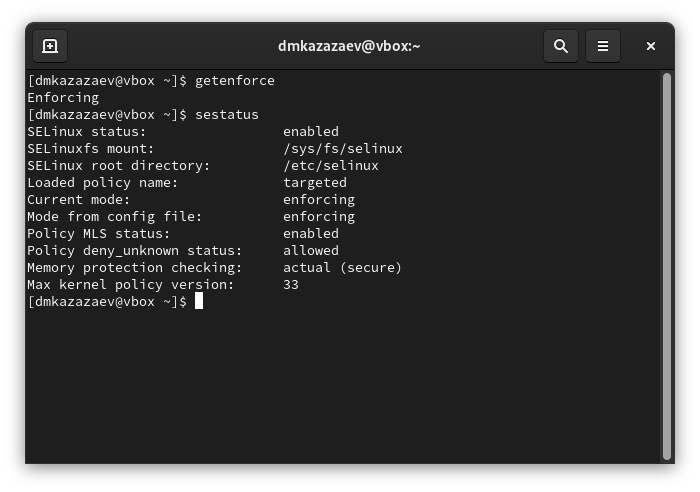 dmkazazaev@vbox:~
[dmkazazaev@vbox ~]$ getenforce
Enforcing
[dmkazazaev@vbox ~]$ sestatus
SELinux status:                 enabled
SELinuxfs mount:                /sys/fs/selinux
SELinux root directory:         /etc/selinux
Loaded policy name:             targeted
Current mode:                   enforcing
Mode from config file:          enforcing
Policy MLS status:              enabled
Policy deny_unknown status:     allowed
Memory protection checking:     actual (secure)
Max kernel policy version:      33
[dmkazazaev@vbox ~]$